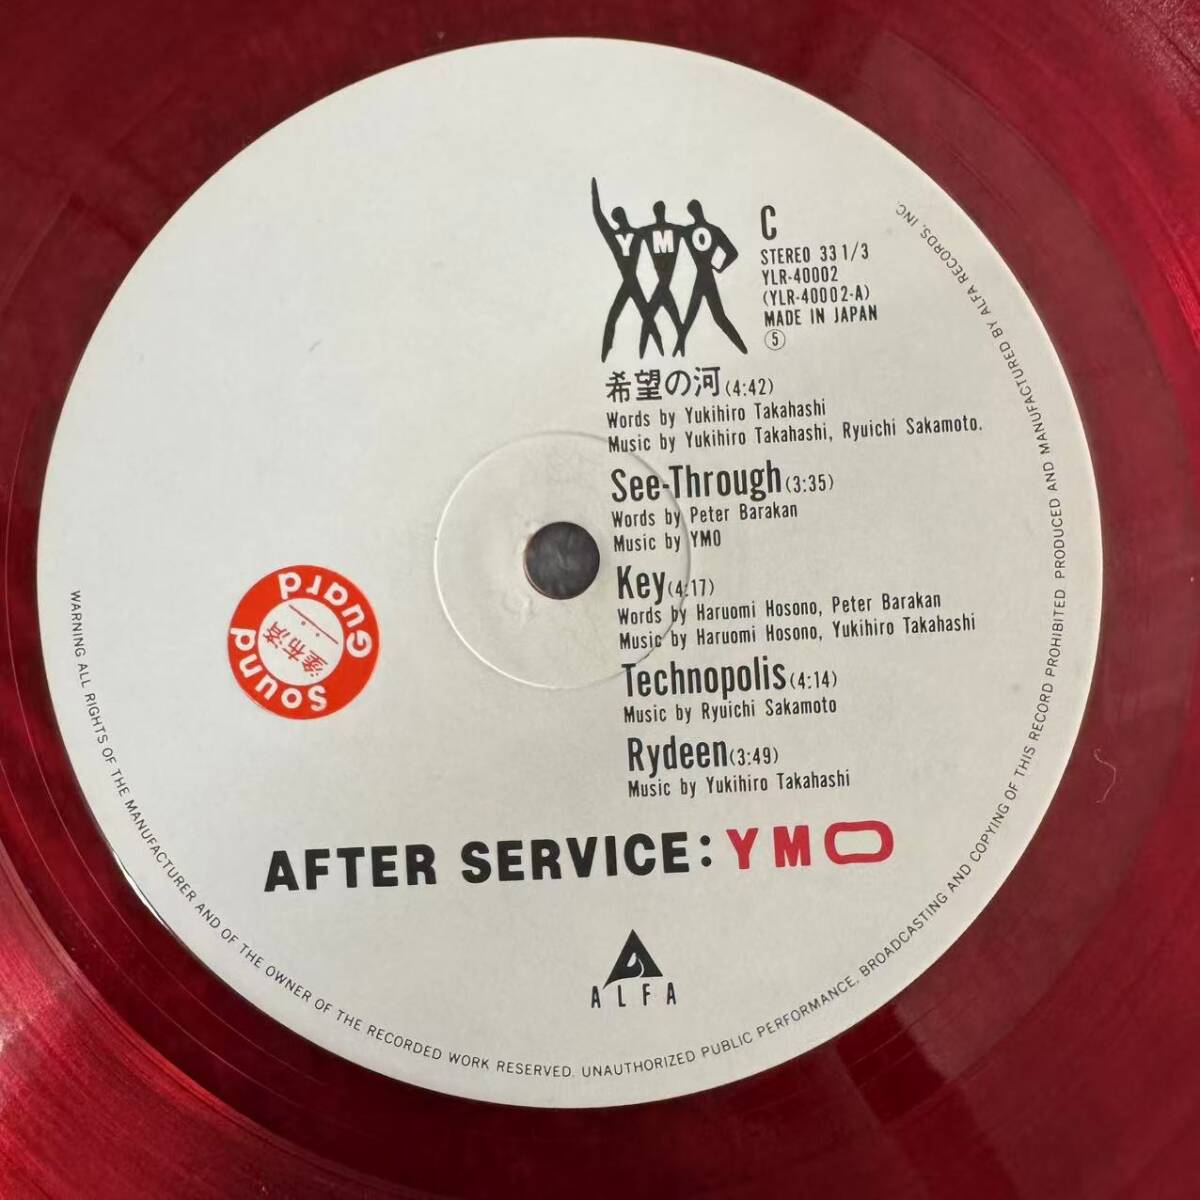 YMO
C
STEREO 33 1/3
YLR-40002
(YLR-40002-A)
MADE IN JAPAN
⑤
希望の河(4:42)
Words by Yukihiro Takahashi
Music by Yukihiro Takahashi, Ryuichi Sakamoto.
See-Through(3:35)
Words by Peter Barakan
Music by YMO
Key(4:17)
Words by Haruomi Hosono, Peter Barakan
Music by Haruomi Hosono, Yukihiro Takahashi
Technopolis(4:14)
Music by Ryuichi Sakamoto
Rydeen(3:49)
Music by Yukihiro Takahashi
Sound Guard
塗布済
AFTER SERVICE: YMO
ALFA
WARNING ALL RIGHTS OF THE MANUFACTURER AND OF THE OWNER OF THE RECORDED WORK RESERVED. UNAUTHORIZED PUBLIC PERFORMANCE, BROADCASTING AND COPYING OF THIS RECORD PROHIBITED. PRODUCED AND MANUFACTURED BY ALFA RECORDS, INC.